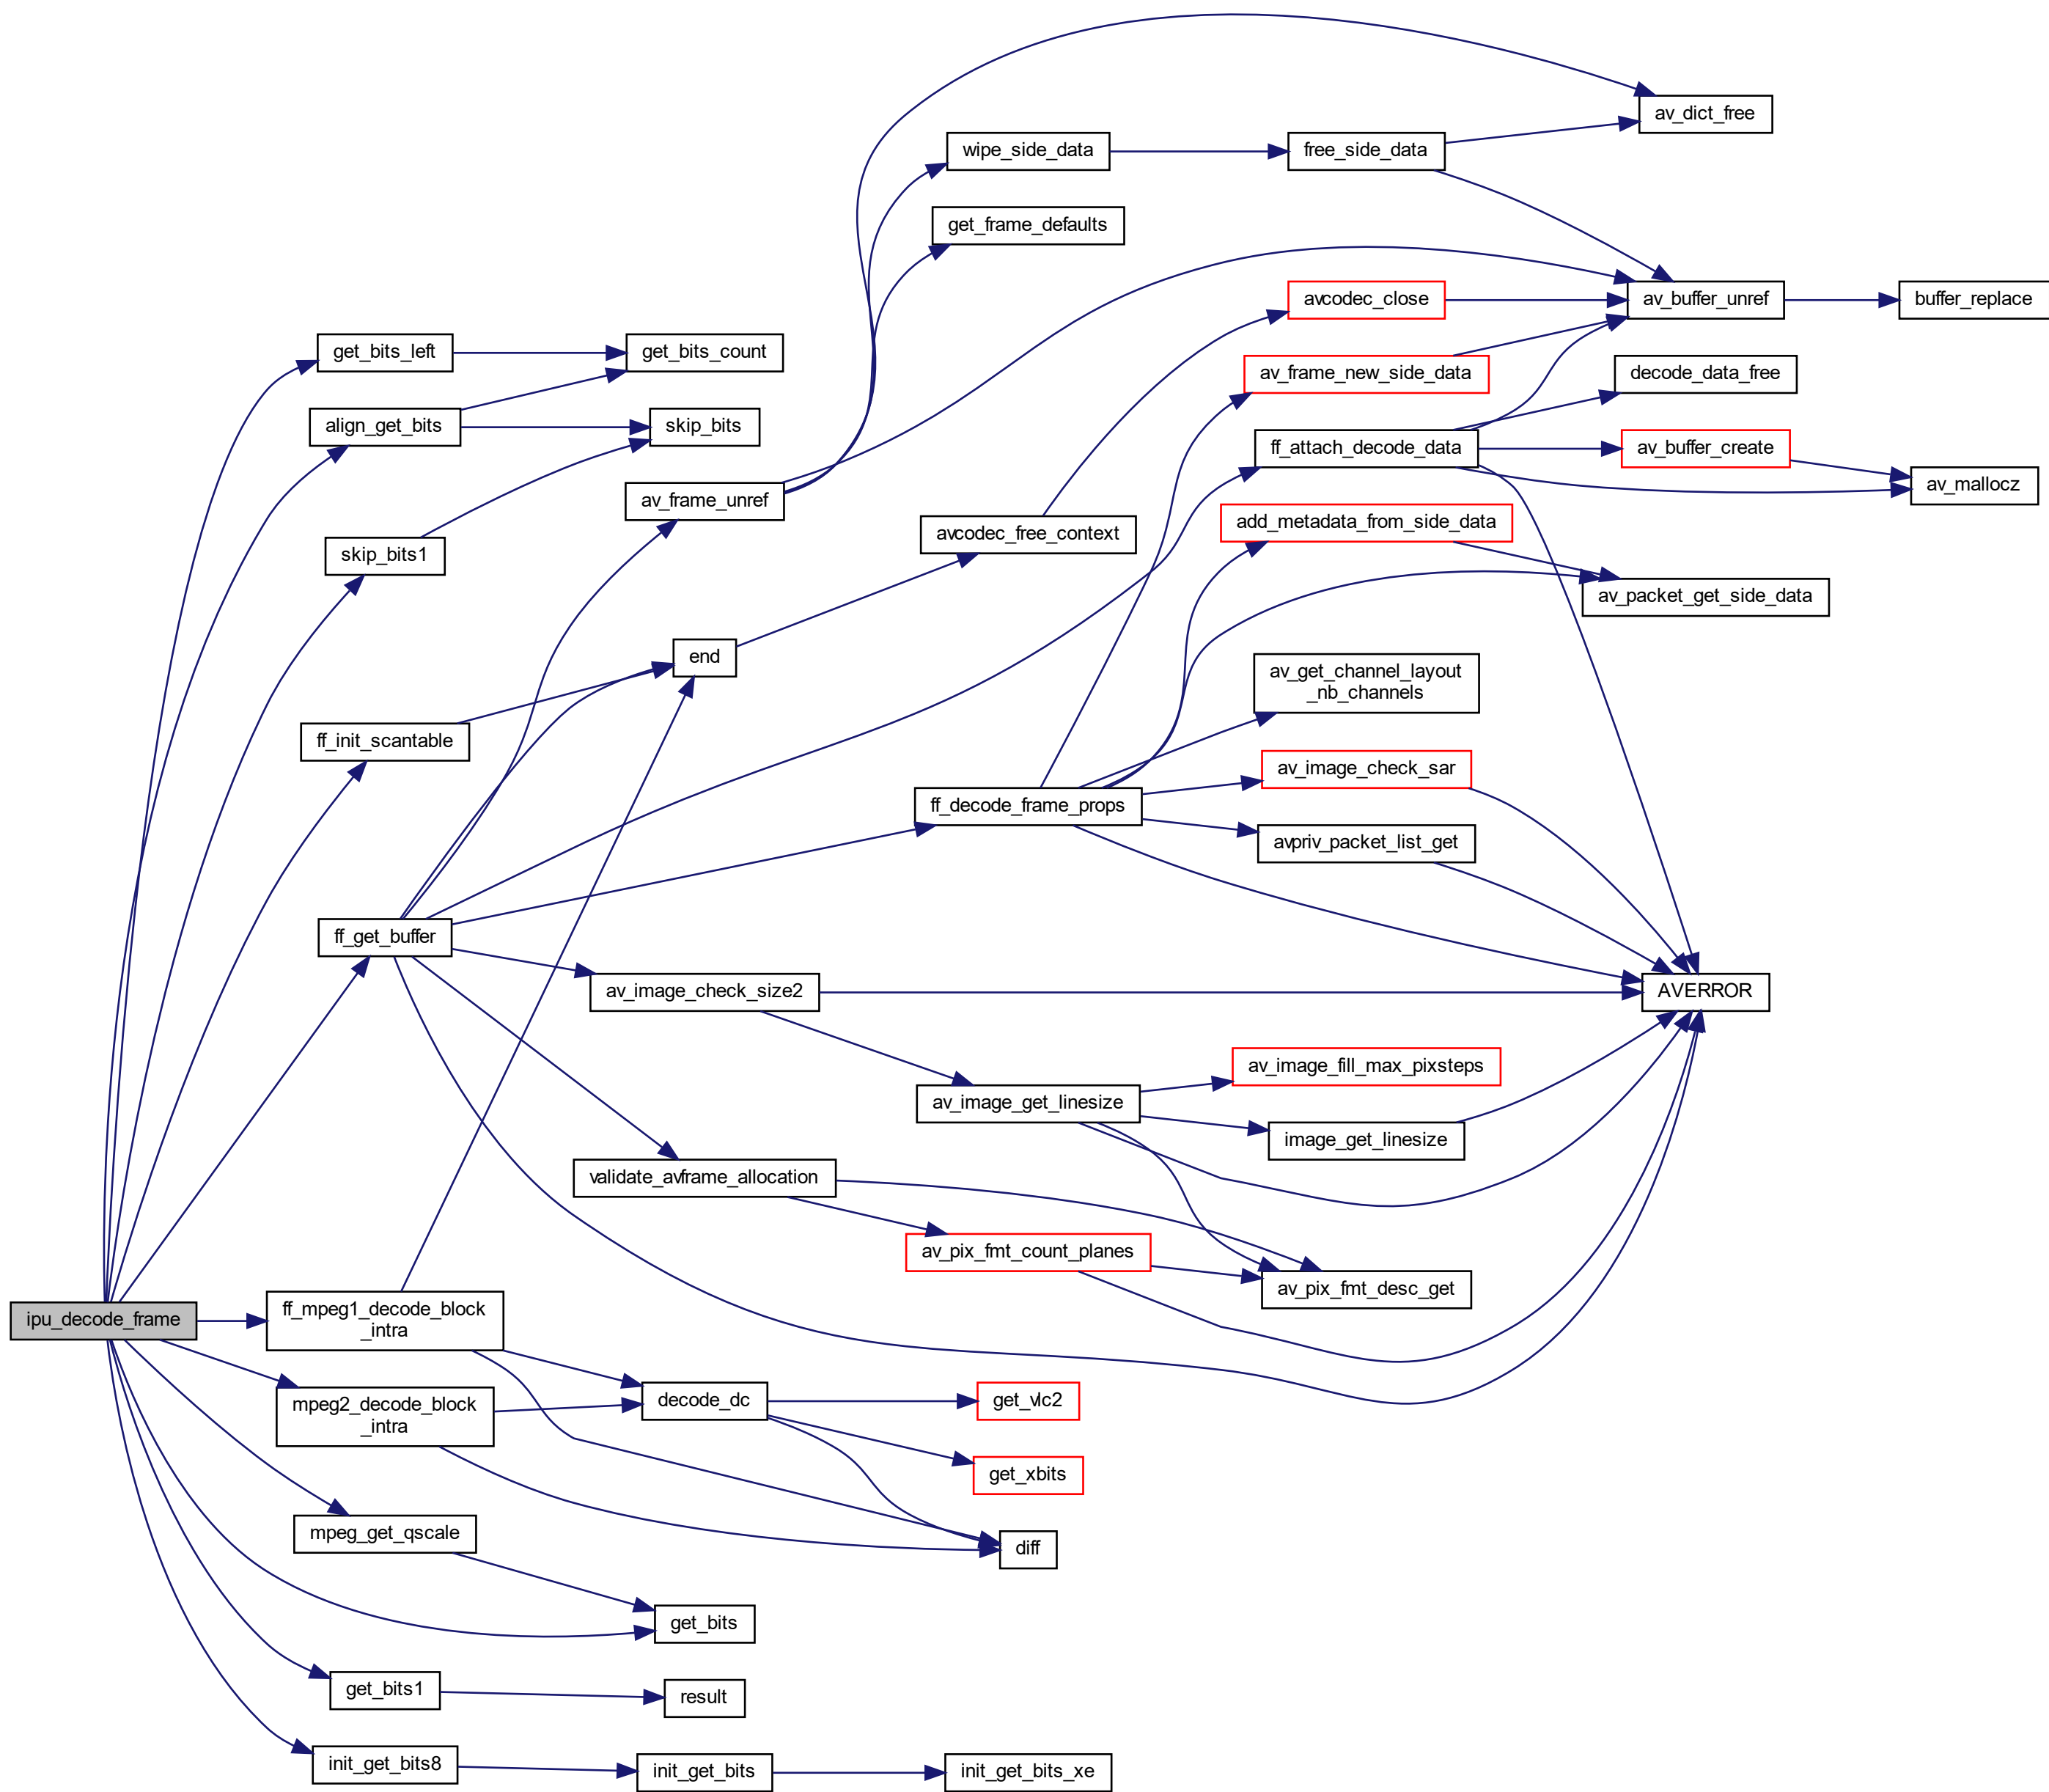 av_dict_free
wipe_side_data
free_side_data
get_frame_defaults
avcodec_close
av_buffer_unref
buffer_replace
get_bits_left
get_bits_count
av_frame_new_side_data
decode_data_free
align_get_bits
skip_bits
ff_attach_decode_data
av_buffer_create
av_mallocz
av_frame_unref
skip_bits1
avcodec_free_context
add_metadata_from_side_data
av_packet_get_side_data
end
av_get_channel_layout
_nb_channels
ff_init_scantable
av_image_check_sar
ff_decode_frame_props
avpriv_packet_list_get
ff_get_buffer
av_image_check_size2
AVERROR
av_image_fill_max_pixsteps
av_image_get_linesize
image_get_linesize
validate_avframe_allocation
av_pix_fmt_count_planes
av_pix_fmt_desc_get
ipu_decode_frame
ff_mpeg1_decode_block
_intra
decode_dc
get_vlc2
mpeg2_decode_block
_intra
get_xbits
mpeg_get_qscale
diff
get_bits
get_bits1
result
init_get_bits8
init_get_bits
init_get_bits_xe